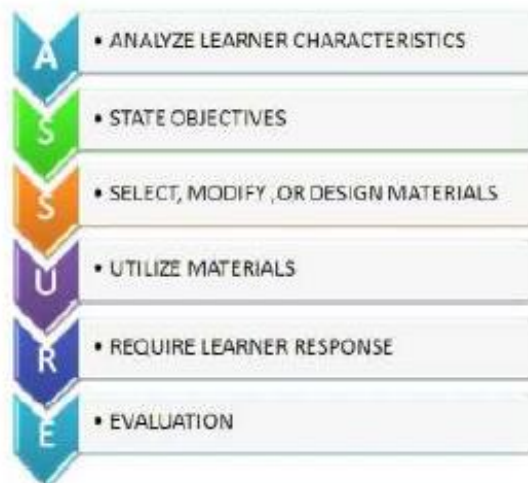 A • ANALYZE LEARNER CHARACTERISTICS
S • STATE OBJECTIVES
S • SELECT, MODIFY ,OR DESIGN MATERIALS
U • UTILIZE MATERIALS
R • REQUIRE LEARNER RESPONSE
E • EVALUATION